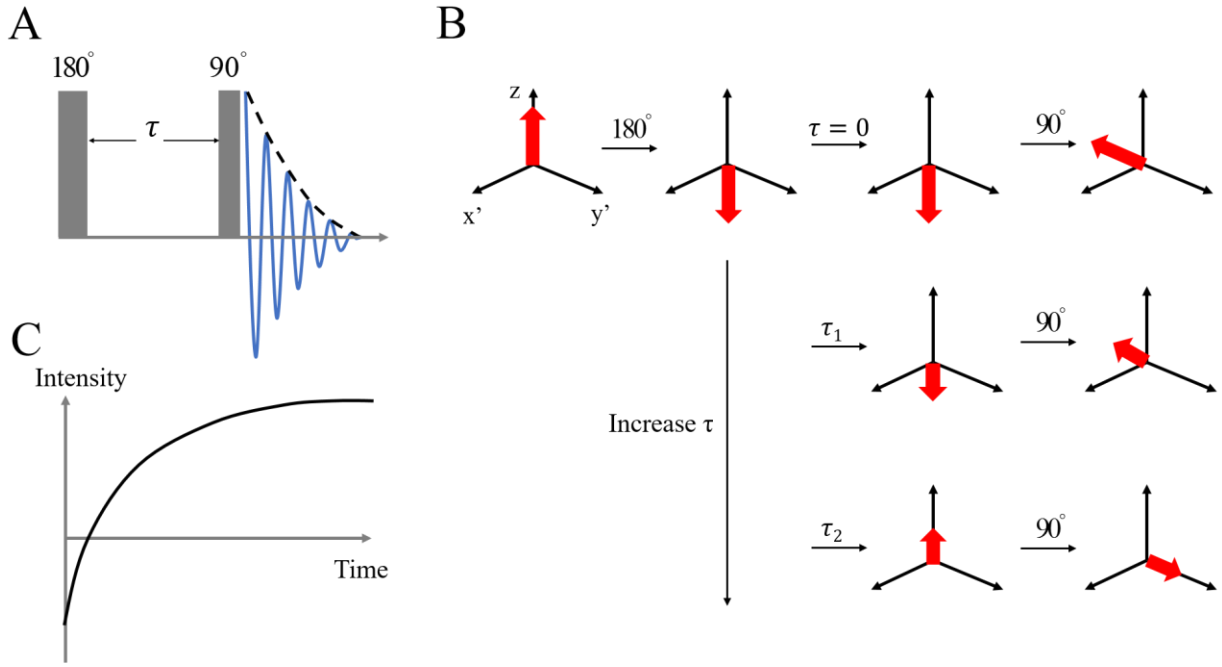 A
180°
90°
τ
B
z
x'
y'
180°
τ = 0
90°
τ₁
90°
Increase τ
τ₂
90°
C
Intensity
Time